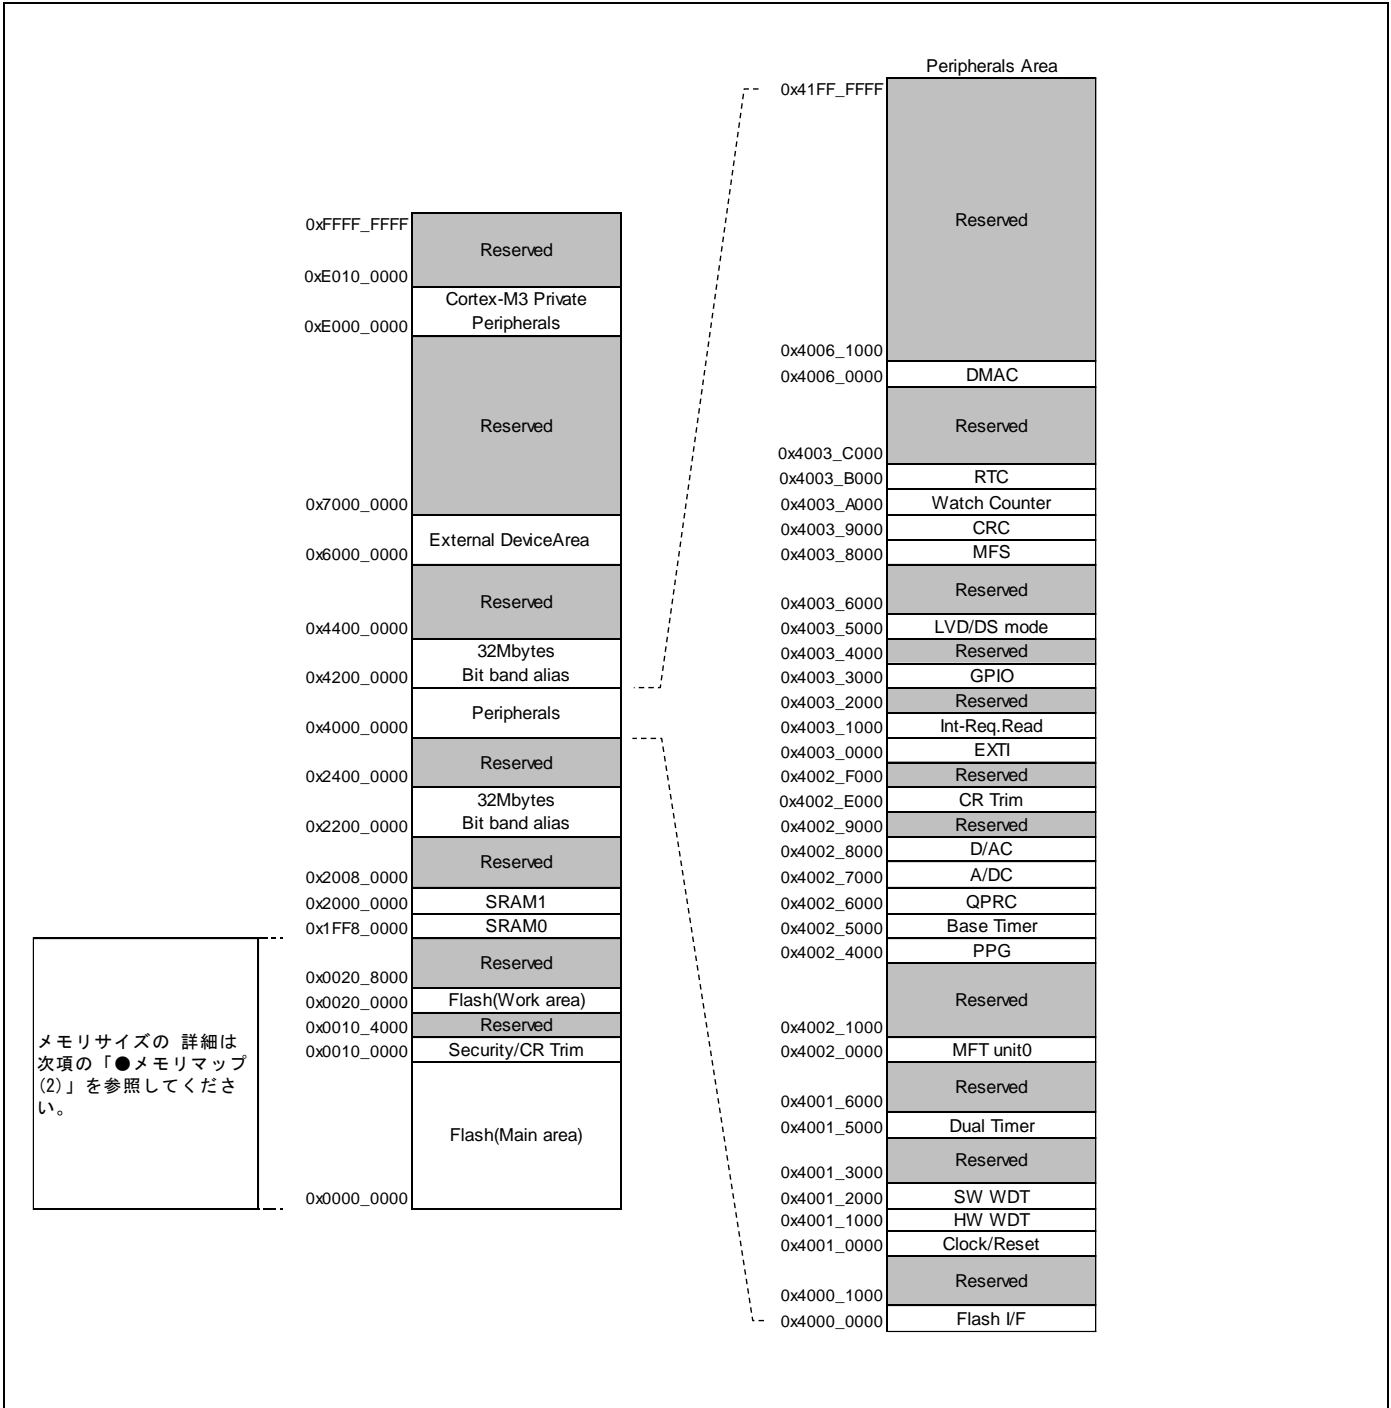 Peripherals Area
0x41FF_FFFF
Reserved
0x4006_1000
0x4006_0000 DMAC
Reserved
0x4003_C000
0x4003_B000 RTC
0x4003_A000 Watch Counter
0x4003_9000 CRC
0x4003_8000 MFS
Reserved
0x4003_6000
0x4003_5000 LVD/DS mode
0x4003_4000 Reserved
0x4003_3000 GPIO
0x4003_2000 Reserved
0x4003_1000 Int-Req.Read
0x4003_0000 EXTI
0x4002_F000 Reserved
0x4002_E000 CR Trim
0x4002_9000 Reserved
0x4002_8000 D/AC
0x4002_7000 A/DC
0x4002_6000 QPRC
0x4002_5000 Base Timer
0x4002_4000 PPG
Reserved
0x4002_1000
0x4002_0000 MFT unit0
Reserved
0x4001_6000
0x4001_5000 Dual Timer
Reserved
0x4001_3000
0x4001_2000 SW WDT
0x4001_1000 HW WDT
0x4001_0000 Clock/Reset
Reserved
0x4000_1000
0x4000_0000 Flash I/F
0xFFFF_FFFF
Reserved
0xE010_0000
Cortex-M3 Private
0xE000_0000 Peripherals
Reserved
0x7000_0000
External DeviceArea
0x6000_0000
Reserved
0x4400_0000
32Mbytes
0x4200_0000 Bit band alias
Peripherals
0x4000_0000
Reserved
0x2400_0000
32Mbytes
0x2200_0000 Bit band alias
Reserved
0x2008_0000
0x2000_0000 SRAM1
0x1FF8_0000 SRAM0
Reserved
0x0020_8000
0x0020_0000 Flash(Work area)
0x0010_4000 Reserved
0x0010_0000 Security/CR Trim
Flash(Main area)
0x0000_0000
メモリサイズの 詳細は
次項の「●メモリマップ
(2)」を参照してくださ
い。